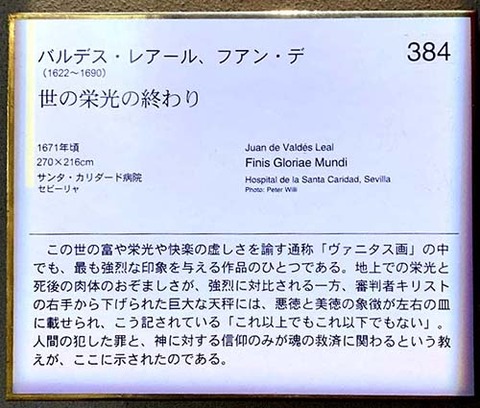 バルデス・レアール、フアン・デ
384
(1622〜1690)
世の栄光の終わり
1671年頃
270×216cm
サンタ・カリダード病院
セビーリャ
Juan de Valdés Leal
Finis Gloriae Mundi
Hospital de la Santa Caridad, Sevilla
Photo: Peter Willi
この世の富や栄光や快楽の虚しさを諭す通称「ヴァニタス画」の中
でも、最も強烈な印象を与える作品のひとつである。地上での栄光と
死後の肉体のおぞましさが、強烈に対比される一方、審判者キリスト
の右手から下げられた巨大な天秤には、悪徳と美徳の象徴が左右の皿
に載せられ、こう記されている「これ以上でもこれ以下でもない」。
人間の犯した罪と、神に対する信仰のみが魂の救済に関わるという教
えが、ここに示されたのである。